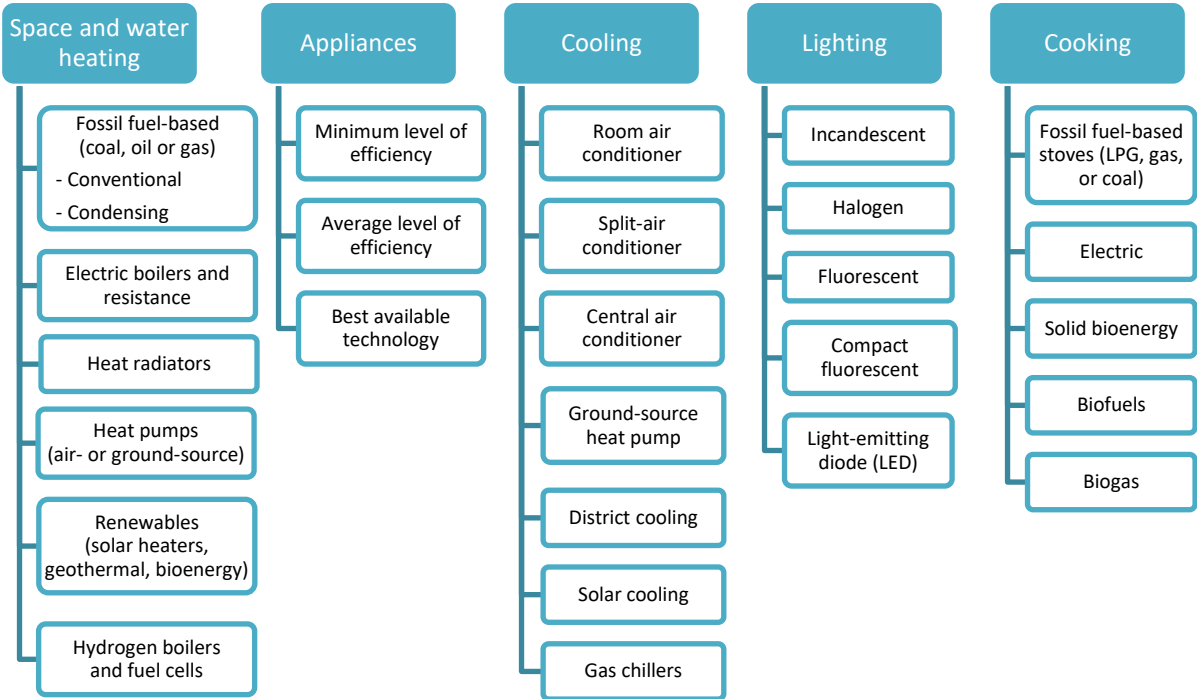 Space and water
heating
Fossil fuel-based
(coal, oil or gas)
- Conventional
- Condensing
Electric boilers and
resistance
Heat radiators
Heat pumps
(air- or ground-source)
Renewables
(solar heaters,
geothermal, bioenergy)
Hydrogen boilers
and fuel cells
Appliances
Minimum level of
efficiency
Average level of
efficiency
Best available
technology
Cooling
Room air
conditioner
Split-air
conditioner
Central air
conditioner
Ground-source
heat pump
District cooling
Solar cooling
Gas chillers
Lighting
Incandescent
Halogen
Fluorescent
Compact
fluorescent
Light-emitting
diode (LED)
Cooking
Fossil fuel-based
stoves (LPG, gas,
or coal)
Electric
Solid bioenergy
Biofuels
Biogas